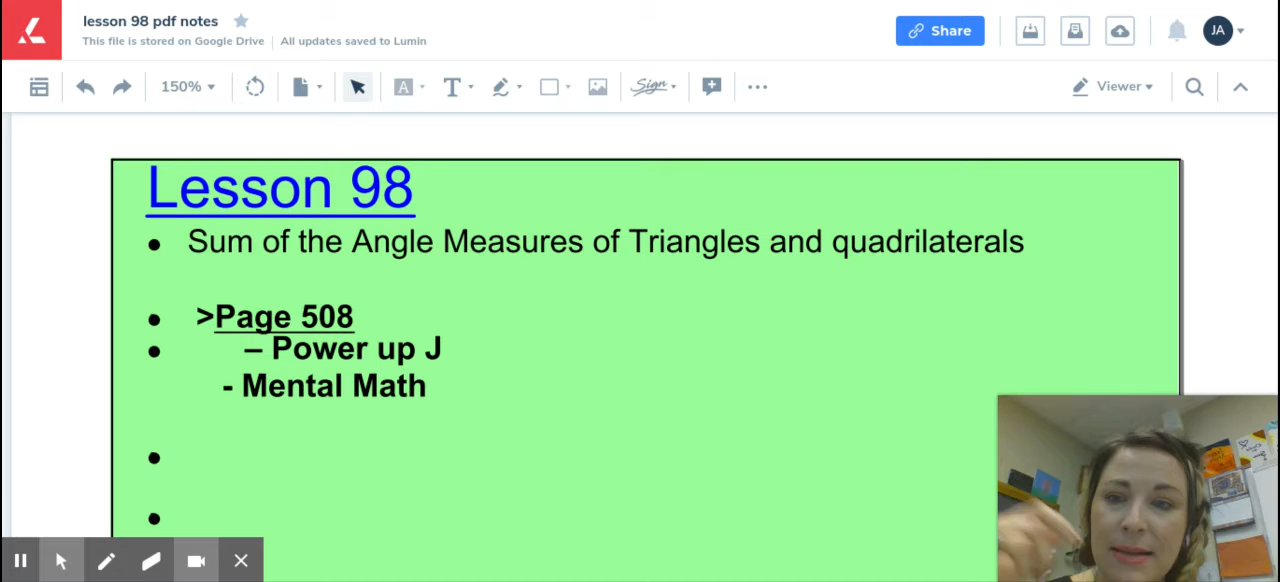 lesson 98 pdf notes
This file is stored on Google Drive
All updates saved to Lumin
Share
JA
150%
A
T
Sign
Viewer
Lesson 98
• Sum of the Angle Measures of Triangles and quadrilaterals
• >Page 508
• – Power up J
- Mental Math
•
•